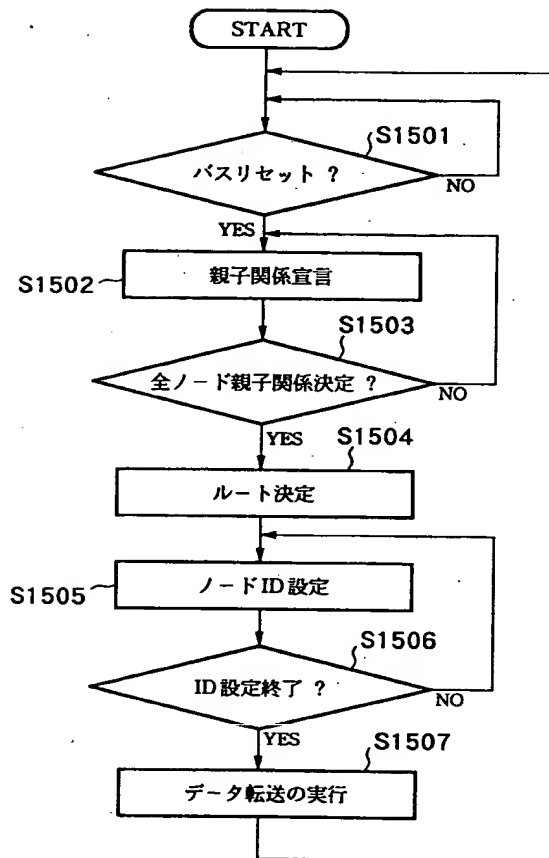 START
S1501
バスリセット ?
NO
YES
S1502
親子関係宣言
S1503
全ノード親子関係決定 ?
NO
YES
S1504
ルート決定
S1505
ノードID設定
S1506
ID設定終了 ?
NO
YES
S1507
データ転送の実行